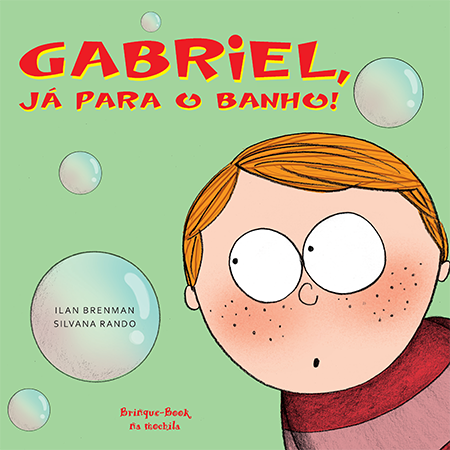 GABRiEL,
JÁ PARA O BANHO!
ILAN BRENMAN
SILVANA RANDO
Brinque-Book
na mochila